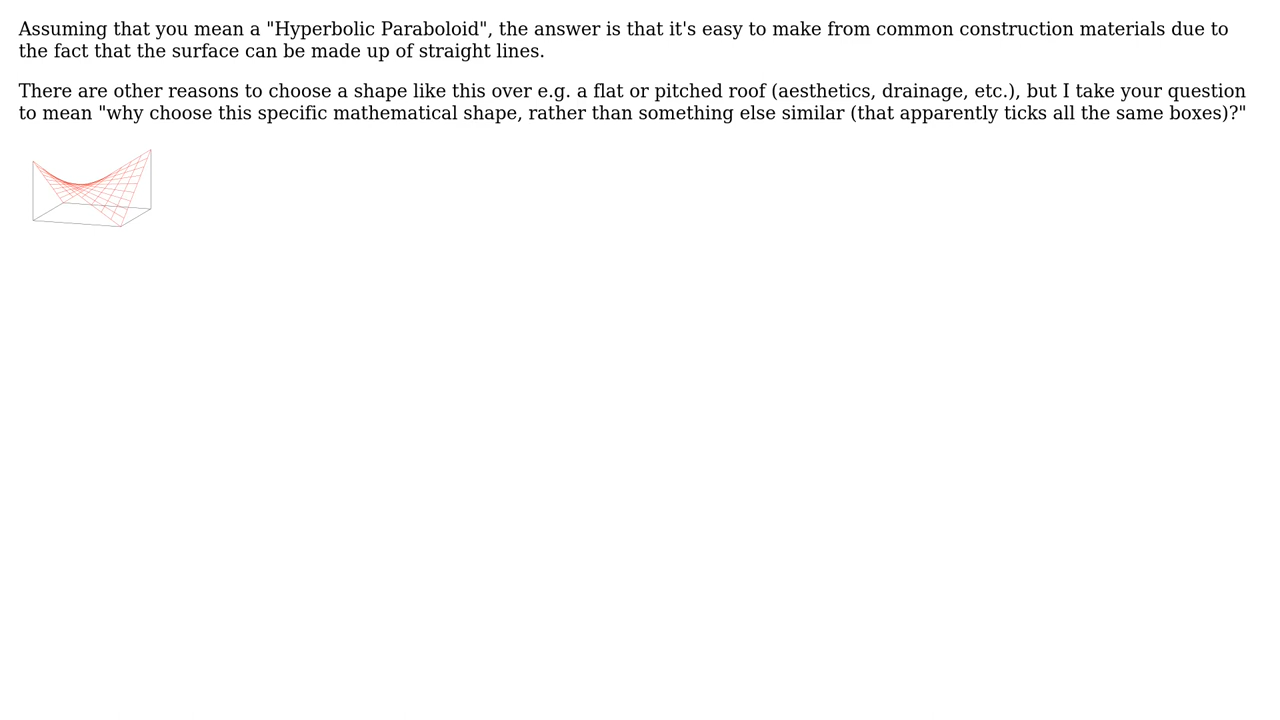 Assuming that you mean a "Hyperbolic Paraboloid", the answer is that it's easy to make from common construction materials due to
the fact that the surface can be made up of straight lines.
There are other reasons to choose a shape like this over e.g. a flat or pitched roof (aesthetics, drainage, etc.), but I take your question
to mean "why choose this specific mathematical shape, rather than something else similar (that apparently ticks all the same boxes)?"